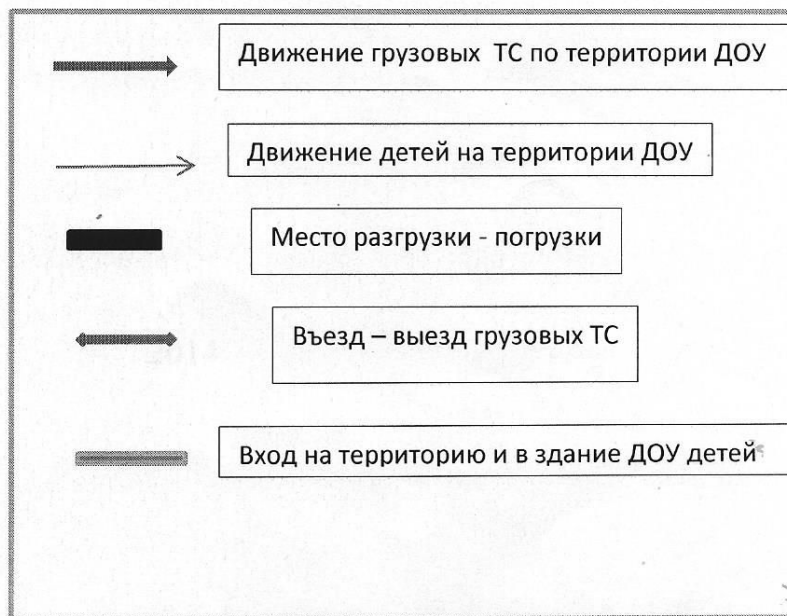 Движение грузовых ТС по территории ДОУ
Движение детей на территории ДОУ
Место разгрузки - погрузки
Въезд – выезд грузовых ТС
Вход на территорию и в здание ДОУ детей